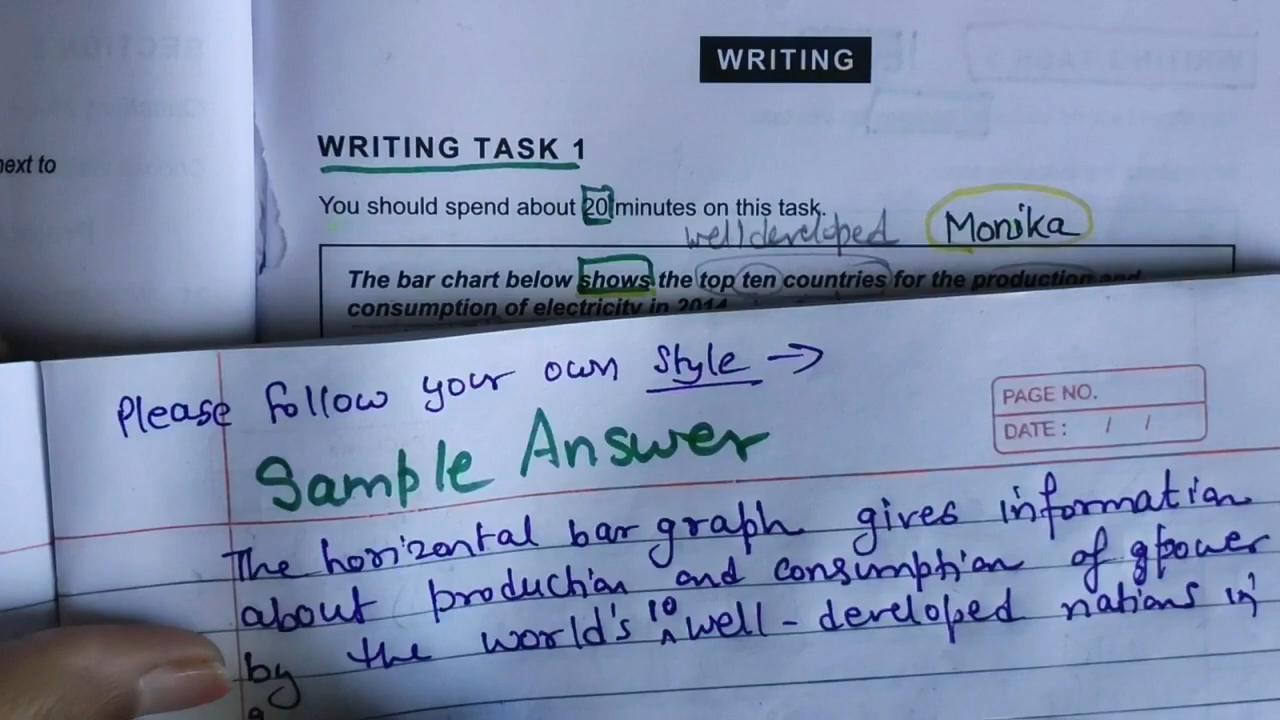 WRITING
WRITING TASK 1
next to
You should spend about 20 minutes on this task.
well developed Monika
The bar chart below shows the top ten countries for the production and
consumption of electricity in 2014
Please follow your own style →
PAGE NO.
DATE: / /
Sample Answer
The horizontal bar graph gives information
about production and consumption of power
by the world's 10 well-developed nations in